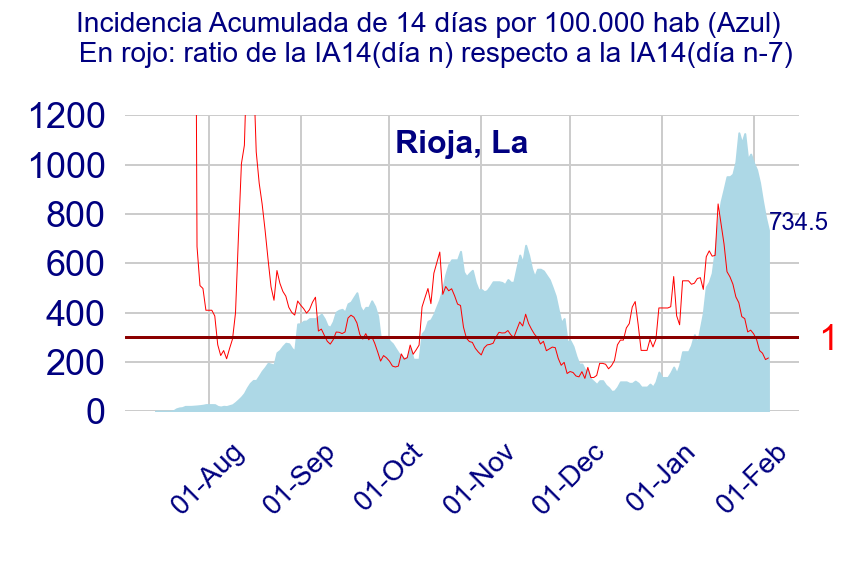 Incidencia Acumulada de 14 días por 100.000 hab (Azul)
En rojo: ratio de la IA14(día n) respecto a la IA14(día n-7)
Rioja, La
1200
1000
800
600
400
200
0
734.5
1
01-Aug
01-Sep
01-Oct
01-Nov
01-Dec
01-Jan
01-Feb